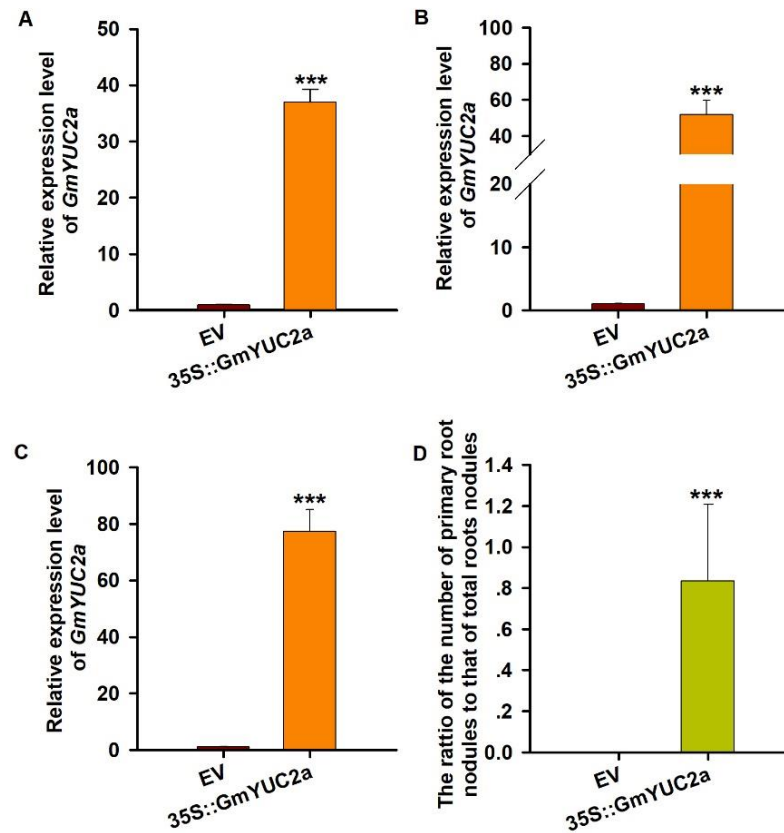 A
Relative expression level
of GmYUC2a
50
40
30
20
10
0
***
EV
35S::GmYUC2a
B
Relative expression level
of GmYUC2a
100
80
60
40
20
0
***
EV
35S::GmYUC2a
C
Relative expression level
of GmYUC2a
100
80
60
40
20
0
***
EV
35S::GmYUC2a
D
The rattio of the number of primary root
nodules to that of total roots nodules
1.4
1.2
1.0
.8
.6
.4
.2
0.0
***
EV
35S::GmYUC2a